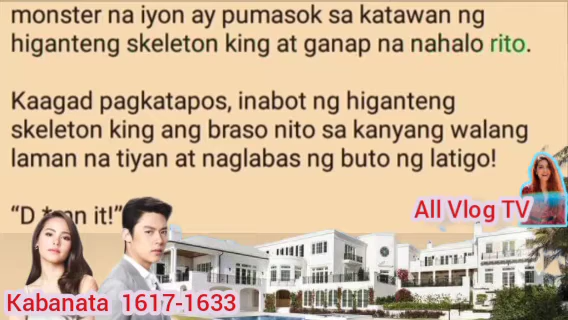 monster na iyon ay pumasok sa katawan ng
higanteng skeleton king at ganap na nahalo rito.
Kaagad pagkatapos, inabot ng higanteng
skeleton king ang braso nito sa kanyang walang
laman na tiyan at naglabas ng buto ng latigo!
“D *mn it!”
All Vlog TV
Kabanata 1617-1633